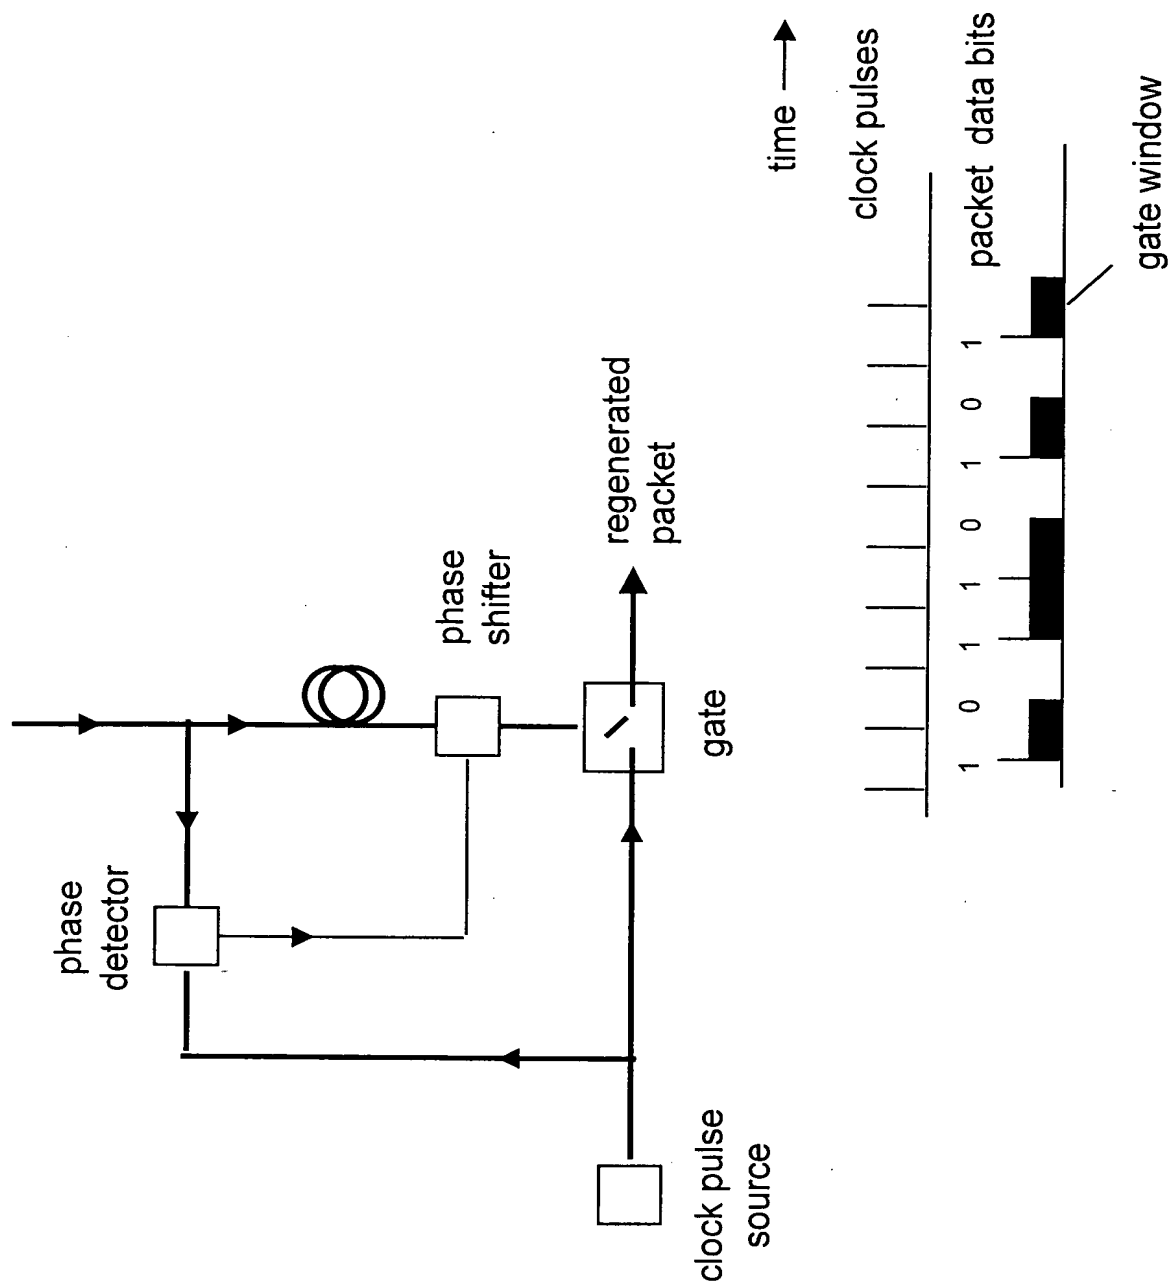 phase
detector
phase
shifter
clock pulse
source
gate
regenerated
packet
time
clock pulses
1 0 1 1 0 1 0 1
packet data bits
gate window